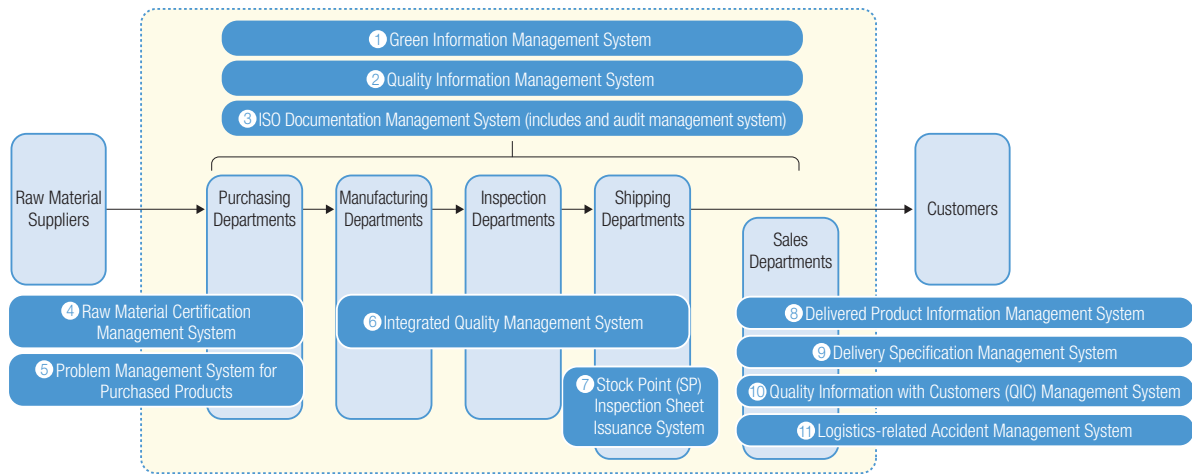 1 Green Information Management System
2 Quality Information Management System
3 ISO Documentation Management System (includes and audit management system)
Raw Material
Suppliers
Purchasing
Departments
Manufacturing
Departments
Inspection
Departments
Shipping
Departments
Sales
Departments
Customers
4 Raw Material Certification
Management System
5 Problem Management System for
Purchased Products
6 Integrated Quality Management System
7 Stock Point (SP)
Inspection Sheet
Issuance System
8 Delivered Product Information Management System
9 Delivery Specification Management System
10 Quality Information with Customers (QIC) Management System
11 Logistics-related Accident Management System